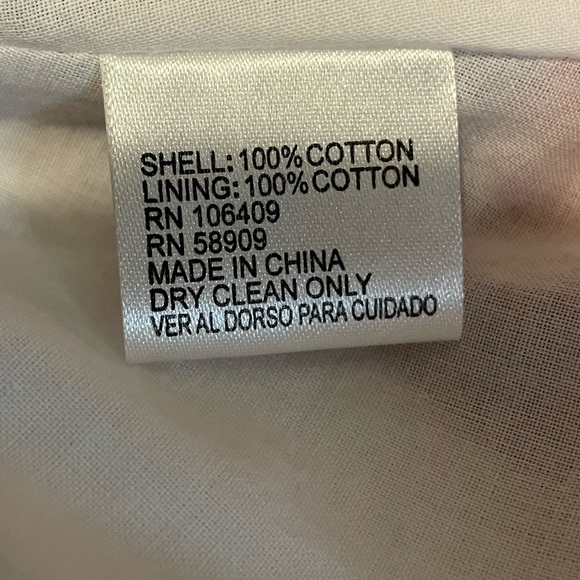 SHELL: 100% COTTON
LINING: 100% COTTON
RN 106409
RN 58909
MADE IN CHINA
DRY CLEAN ONLY
VER AL DORSO PARA CUIDADO